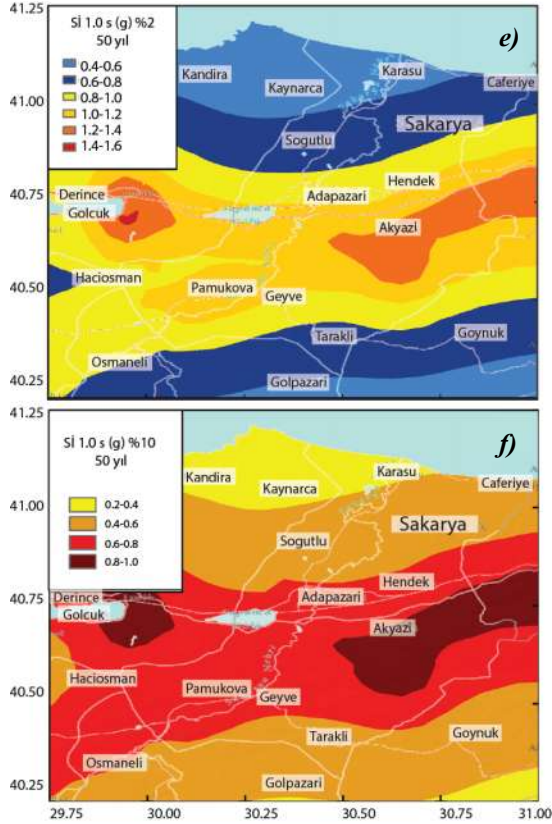 41.25
Sİ 1.0 s (g) %2
50 yıl
0.4-0.6
0.6-0.8
0.8-1.0
1.0-1.2
1.2-1.4
1.4-1.6
e)
Kandira
Kaynarca
Karasu
Caferiye
41.00
Sogutlu
Sakarya
40.75
Derince
Golcuk
Adapazari
Hendek
Akyazi
Haciosman
40.50
Pamukova
Geyve
Tarakli
Goynuk
Osmaneli
40.25
Golpazari
41.25
Sİ 1.0 s (g) %10
50 yıl
0.2-0.4
0.4-0.6
0.6-0.8
0.8-1.0
f)
Kandira
Kaynarca
Karasu
Caferiye
41.00
Sogutlu
Sakarya
40.75
Derince
Golcuk
Adapazari
Hendek
Akyazi
Haciosman
40.50
Pamukova
Geyve
Tarakli
Goynuk
Osmaneli
Golpazari
40.25
29.75 30.00 30.25 30.50 30.75 31.00